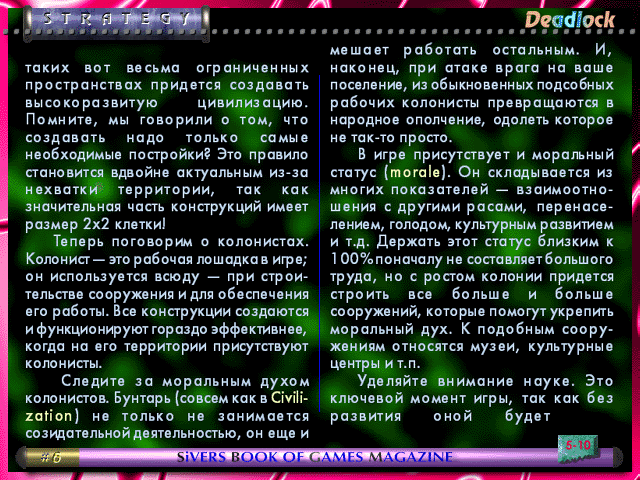 STRATEGY
Deadlock
таких вот весьма ограниченных
пространствах придется создавать
высокоразвитую цивилизацию.
Помните, мы говорили о том, что
создавать надо только самые
необходимые постройки? Это правило
становится вдвойне актуальным из-за
нехватки территории, так как
значительная часть конструкций имеет
размер 2x2 клетки!
Теперь поговорим о колонистах.
Колонист — это рабочая лошадка в игре;
он используется всюду — при строи-
тельстве сооружения и для обеспечения
его работы. Все конструкции создаются
и функционируют гораздо эффективнее,
когда на его территории присутствуют
колонисты.
Следите за моральным духом
колонистов. Бунтарь (совсем как в Civili-
zation) не только не занимается
созидательной деятельностью, он еще и
мешает работать остальным. И,
наконец, при атаке врага на ваше
поселение, из обыкновенных подсобных
рабочих колонисты превращаются в
народное ополчение, одолеть которое
не так-то просто.
В игре присутствует и моральный
статус (morale). Он складывается из
многих показателей — взаимоотно-
шения с другими расами, перенасе-
лением, голодом, культурным развитием
и т.д. Держать этот статус близким к
100% поначалу не составляет большого
труда, но с ростом колонии придется
строить все больше и больше
сооружений, которые помогут укрепить
моральный дух. К подобным соору-
жениям относятся музеи, культурные
центры и т.п.
Уделяйте внимание науке. Это
ключевой момент игры, так как без
развития оной будет
#6
SiVERS BOOK OF GAMES MAGAZINE
5-10